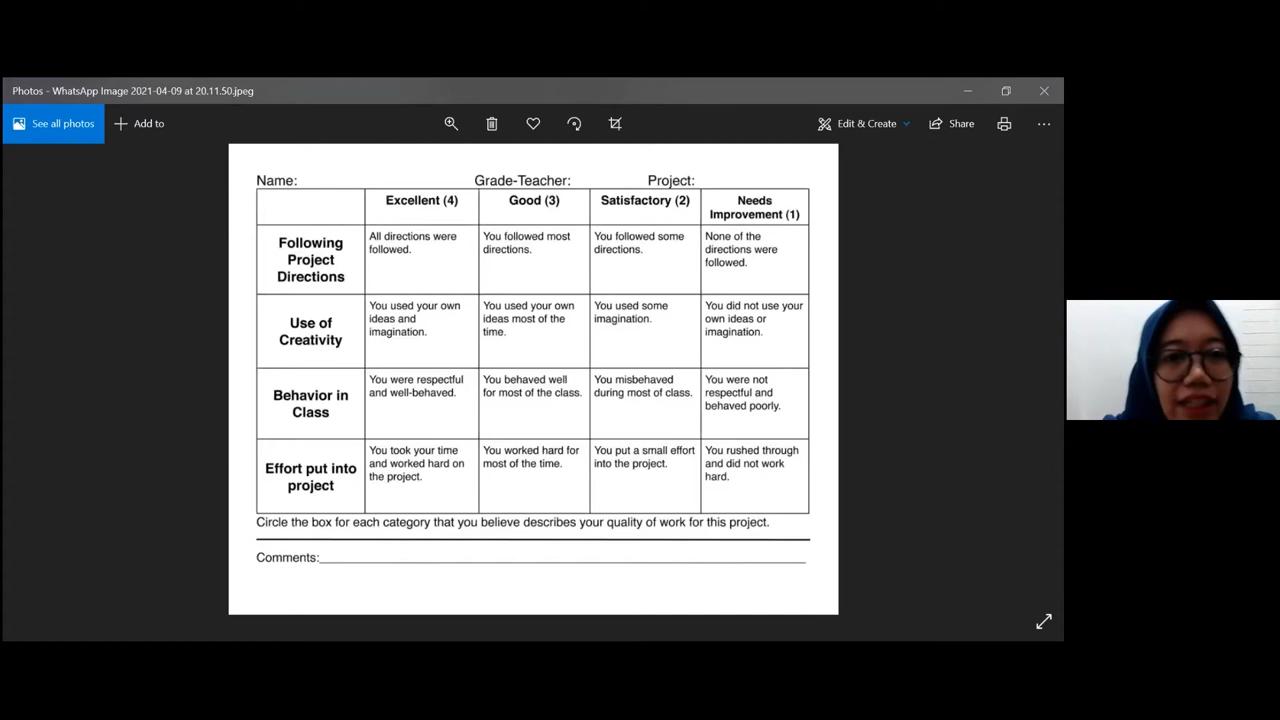 Photos - WhatsApp Image 2021-04-09 at 20.11.50.jpeg
See all photos
Add to
Edit & Create
Share
Name: Grade-Teacher: Project:
Excellent (4) Good (3) Satisfactory (2) Needs
Improvement (1)
Following
Project
Directions
All directions were
followed.
You followed most
directions.
You followed some
directions.
None of the
directions were
followed.
Use of
Creativity
You used your own
ideas and
imagination.
You used your own
ideas most of the
time.
You used some
imagination.
You did not use your
own ideas or
imagination.
Behavior in
Class
You were respectful
and well-behaved.
You behaved well
for most of the class.
You misbehaved
during most of class.
You were not
respectful and
behaved poorly.
Effort put into
project
You took your time
and worked hard on
the project.
You worked hard for
most of the time.
You put a small effort
into the project.
You rushed through
and did not work
hard.
Circle the box for each category that you believe describes your quality of work for this project.
Comments: